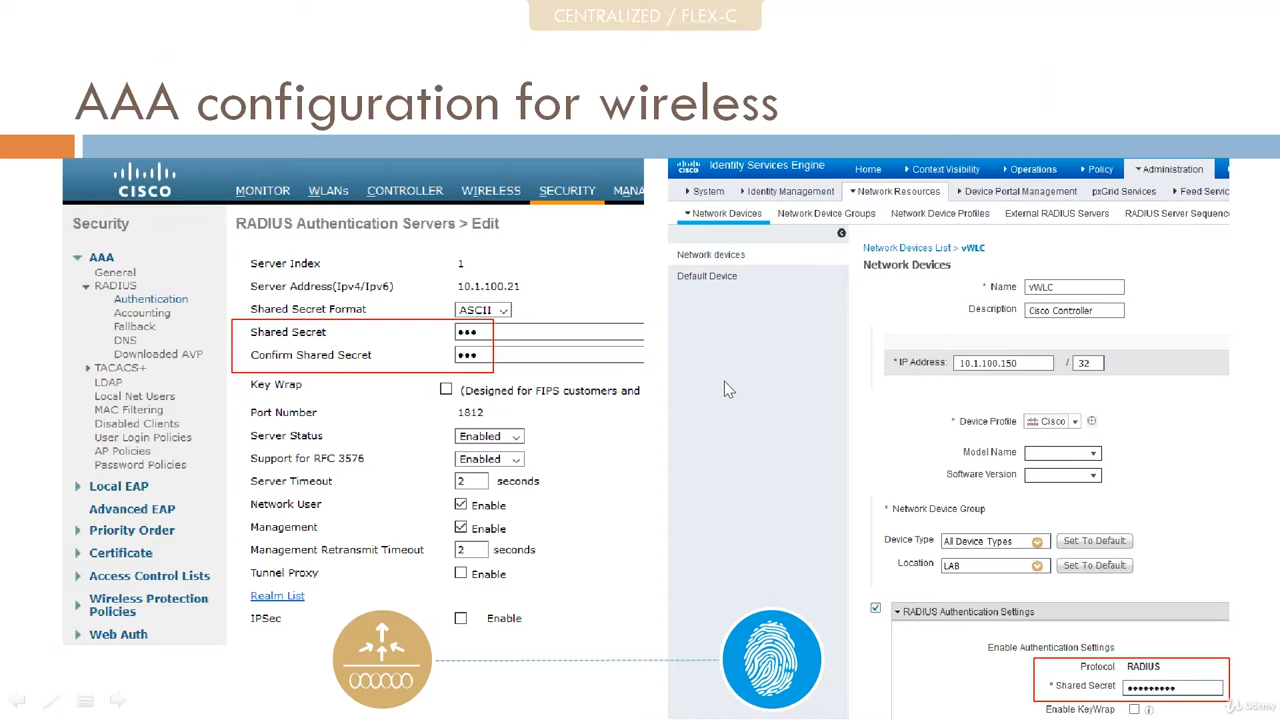 CENTRALIZED / FLEX-C
AAA configuration for wireless
CISCO
MONITOR WLANs CONTROLLER WIRELESS SECURITY MANA
Security
AAA
General
RADIUS
Authentication
Accounting
Fallback
DNS
Downloaded AVP
TACACS+
LDAP
Local Net Users
MAC Filtering
Disabled Clients
User Login Policies
AP Policies
Password Policies
Local EAP
Advanced EAP
Priority Order
Certificate
Access Control Lists
Wireless Protection
Policies
Web Auth
RADIUS Authentication Servers > Edit
Server Index 1
Server Address(Ipv4/Ipv6) 10.1.100.21
Shared Secret Format ASCII
Shared Secret •••
Confirm Shared Secret •••
Key Wrap (Designed for FIPS customers and
Port Number 1812
Server Status Enabled
Support for RFC 3576 Enabled
Server Timeout 2 seconds
Network User Enable
Management Enable
Management Retransmit Timeout 2 seconds
Tunnel Proxy Enable
Realm List
IPSec Enable
CISCO Identity Services Engine Home Context Visibility Operations Policy Administration
System Identity Management Network Resources Device Portal Management pxGrid Services Feed Servic
Network Devices Network Device Groups Network Device Profiles External RADIUS Servers RADIUS Server Sequenc
Network devices
Default Device
Network Devices List > vWLC
Network Devices
* Name vWLC
Description Cisco Controller
* IP Address: 10.1.100.150 / 32
* Device Profile Cisco
Model Name
Software Version
* Network Device Group
Device Type All Device Types Set To Default
Location LAB Set To Default
RADIUS Authentication Settings
Enable Authentication Settings
Protocol RADIUS
* Shared Secret •••••••••
Enable KeyWrap
Udemy